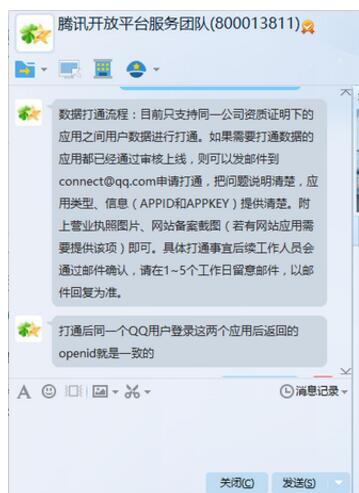 腾讯开放平台服务团队(800013811)
数据打通流程：目前只支持同一公司资质证明下的
应用之间用户数据进行打通。如果需要打通数据的
应用都已经通过审核上线，则可以发邮件到
connect@qq.com申请打通，把问题说明清楚，应
用类型、信息（APPID和APPKEY）提供清楚。附
上营业执照图片、网站备案截图（若有网站应用需
要提供该项）即可。具体打通事宜后续工作人员会
通过邮件确认，请在1~5个工作日留意邮件，以邮
件回复为准。
打通后同一个QQ用户登录这两个应用后返回的
openid就是一致的
A
消息记录
关闭(C) 发送(S)